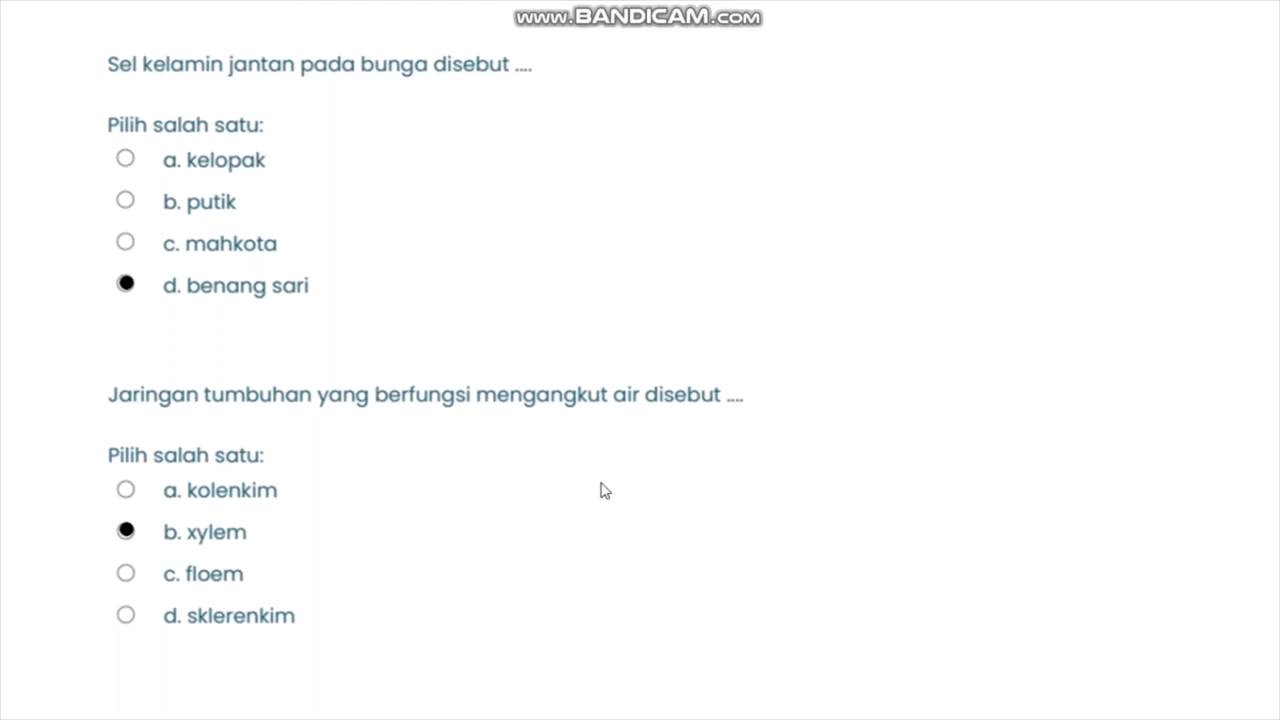 www.BANDICAM.COM
Sel kelamin jantan pada bunga disebut ....
Pilih salah satu:
a. kelopak
b. putik
c. mahkota
d. benang sari
Jaringan tumbuhan yang berfungsi mengangkut air disebut ....
Pilih salah satu:
a. kolenkim
b. xylem
c. floem
d. sklerenkim